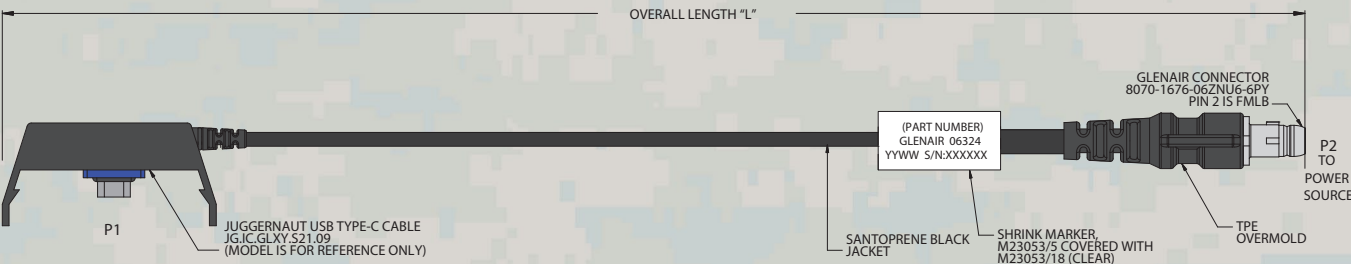 OVERALL LENGTH "L"
GLENAIR CONNECTOR
8070-1676-06ZNU6-6PY
PIN 2 IS FMLB
(PART NUMBER)
GLENAIR 06324
YYWW S/N:XXXXXX
P2
TO
POWER
SOURCE
P1
JUGGERNAUT USB TYPE-C CABLE
JG.IC.GLXY.S21.09
(MODEL IS FOR REFERENCE ONLY)
SANTOPRENE BLACK
JACKET
SHRINK MARKER,
M23053/5 COVERED WITH
M23053/18 (CLEAR)
TPE
OVERMOLD